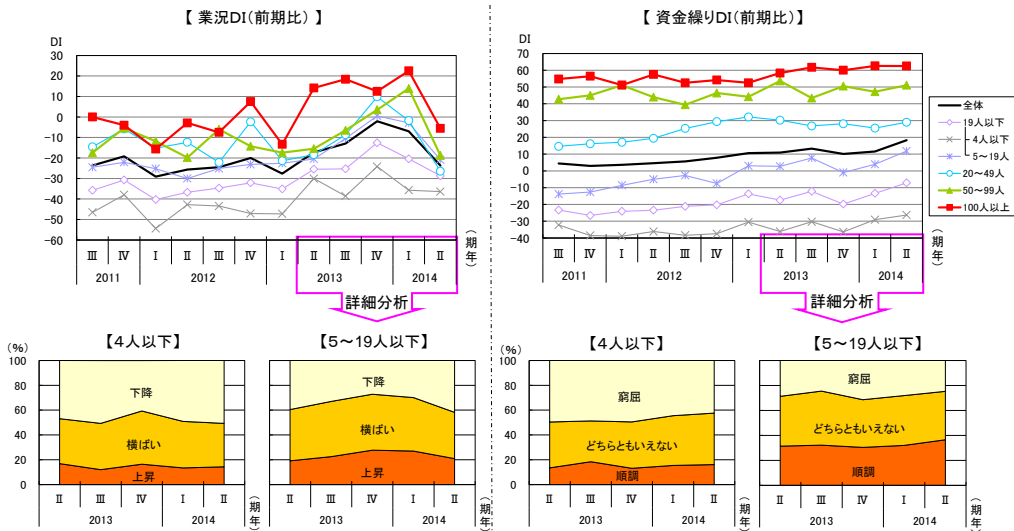 【 業況DI(前期比) 】
DI
30
20
10
0
−10
−20
−30
−40
−50
−60
Ⅲ Ⅳ Ⅰ Ⅱ Ⅲ Ⅳ Ⅰ Ⅱ Ⅲ Ⅳ Ⅰ Ⅱ
2011 2012 2013 2014
(期年)
詳細分析
【 資金繰りDI(前期比) 】
DI
70
60
50
40
30
20
10
0
−10
−20
−30
−40
Ⅲ Ⅳ Ⅰ Ⅱ Ⅲ Ⅳ Ⅰ Ⅱ Ⅲ Ⅳ Ⅰ Ⅱ
2011 2012 2013 2014
(期年)
詳細分析
全体
19人以下
4人以下
5～19人
20～49人
50～99人
100人以上
【4人以下】
(%)
100
80
60
40
20
0
下降
横ばい
上昇
Ⅱ Ⅲ Ⅳ Ⅰ Ⅱ
2013 2014
(期年)
【5～19人以下】
100
80
60
40
20
0
下降
横ばい
上昇
Ⅱ Ⅲ Ⅳ Ⅰ Ⅱ
2013 2014
(期年)
【4人以下】
(%)
100
80
60
40
20
0
窮屈
どちらともいえない
順調
Ⅱ Ⅲ Ⅳ Ⅰ Ⅱ
2013 2014
(期年)
【5～19人以下】
100
80
60
40
20
0
窮屈
どちらともいえない
順調
Ⅱ Ⅲ Ⅳ Ⅰ Ⅱ
2013 2014
(期年)